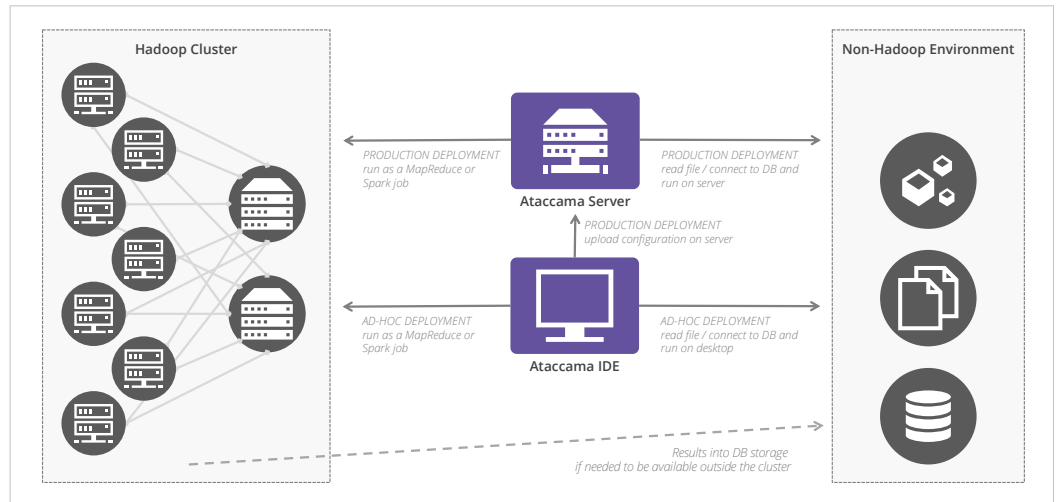 Hadoop Cluster
Non-Hadoop Environment
PRODUCTION DEPLOYMENT
run as a MapReduce or
Spark job
PRODUCTION DEPLOYMENT
read file / connect to DB and
run on server
Ataccama Server
PRODUCTION DEPLOYMENT
upload configuration on server
AD-HOC DEPLOYMENT
run as a MapReduce or
Spark job
AD-HOC DEPLOYMENT
read file / connect to DB and
run on desktop
Ataccama IDE
Results into DB storage
if needed to be available outside the cluster